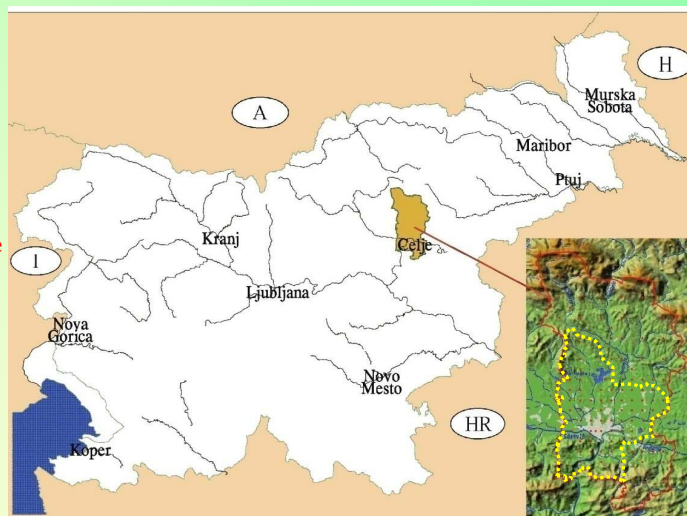 H
Murska
Sobota
A
Maribor
Ptuj
Kranj
Celje
e
I
Ljubljana
Nova
Gorica
Novo
Mesto
HR
Koper